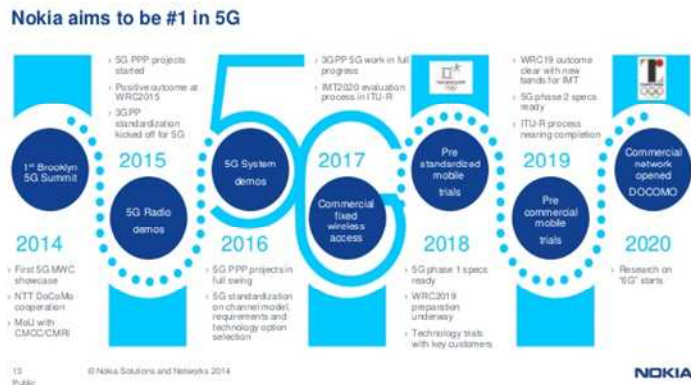 Nokia aims to be #1 in 5G
› 5G PPP projects
started
› Positive outcome at
WRC2015
› 3GPP
standardization
kicked off for 5G
› 3GPP 5G work in full
progress
› IMT2020 evaluation
process in ITU-R
› WRC19 outcome
clear with new
bands for IMT
› 5G phase 2 specs
ready
› ITU-R process
nearing completion
5G
1st Brooklyn
5G Summit
2014
› First 5G MWC
showcase
› NTT DoCoMo
cooperation
› MoU with
CMCC/CMRI
2015
5G Radio
demos
5G System
demos
2016
› 5G PPP projects in
full swing
› 5G standardization
on channel model,
requirements and
technology option
selection
2017
Commercial
fixed
wireless
access
Pre
standardized
mobile
trials
2018
› 5G phase 1 specs
ready
› WRC2019
preparation
underway
› Technology trials
with key customers
2019
Pre
commercial
mobile
trials
Commercial
network
opened
DOCOMO
2020
› Research on
"6G" starts
13
© Nokia Solutions and Networks 2014
Public
NOKIA